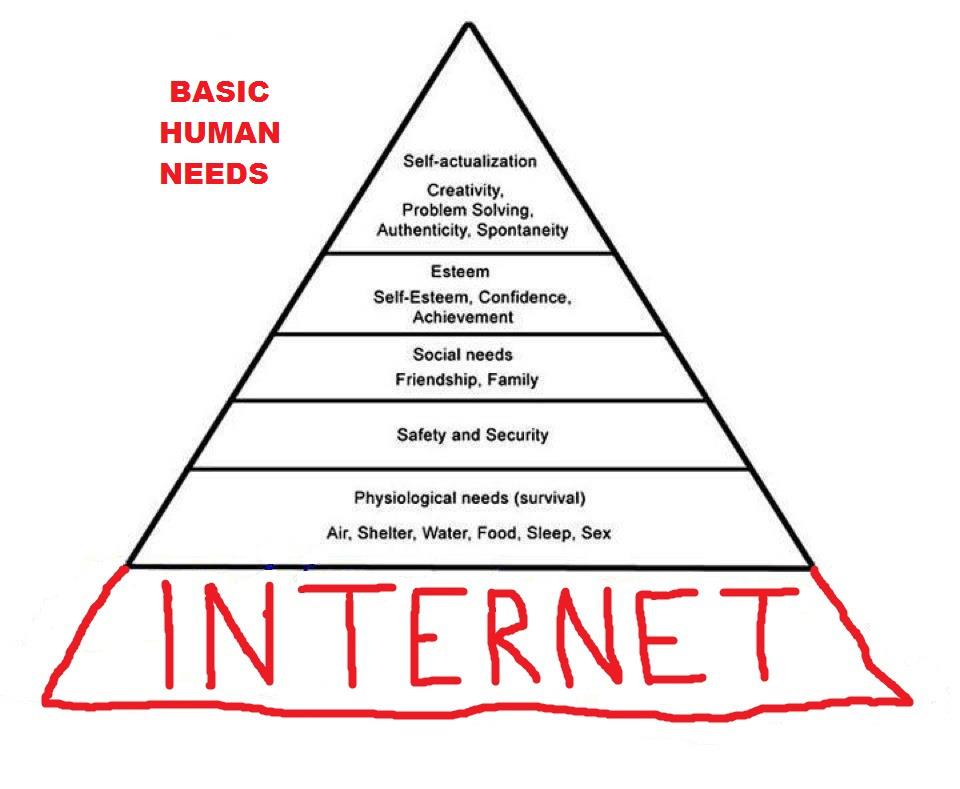 BASIC
HUMAN
NEEDS
Self-actualization
Creativity,
Problem Solving,
Authenticity, Spontaneity
Esteem
Self-Esteem, Confidence,
Achievement
Social needs
Friendship, Family
Safety and Security
Physiological needs (survival)
Air, Shelter, Water, Food, Sleep, Sex
INTERNET